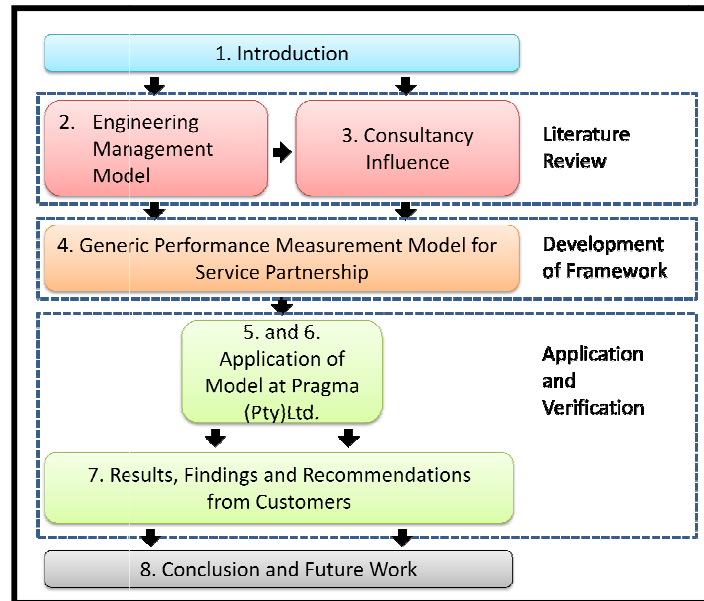 1. Introduction
2. Engineering
Management
Model
3. Consultancy
Influence
Literature
Review
4. Generic Performance Measurement Model for
Service Partnership
Development
of Framework
5. and 6.
Application of
Model at Pragma
(Pty)Ltd.
Application
and
Verification
7. Results, Findings and Recommendations
from Customers
8. Conclusion and Future Work